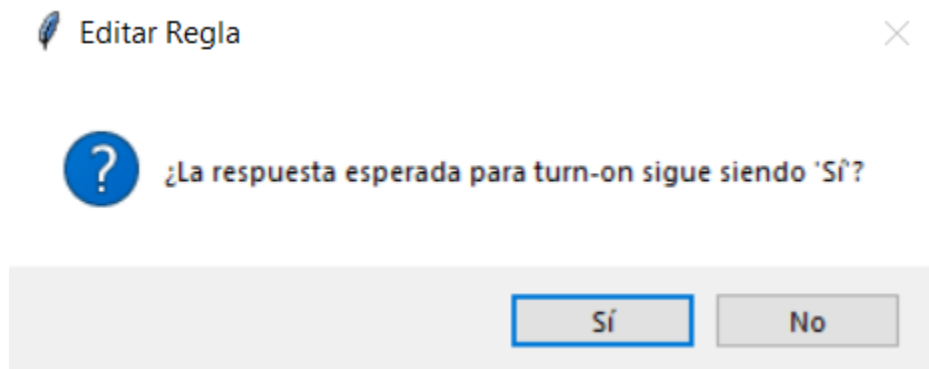 Editar Regla
¿La respuesta esperada para turn-on sigue siendo 'Sí'?
Sí
No